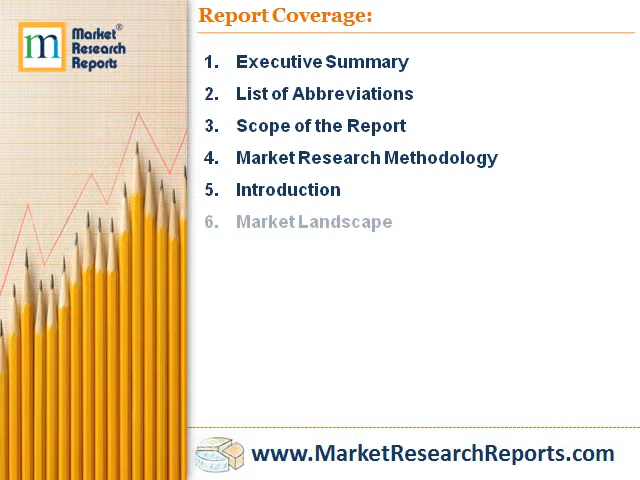 Market®
Research
Reports
m
Report Coverage:
1. Executive Summary
2. List of Abbreviations
3. Scope of the Report
4. Market Research Methodology
5. Introduction
6. Market Landscape
www.MarketResearchReports.com